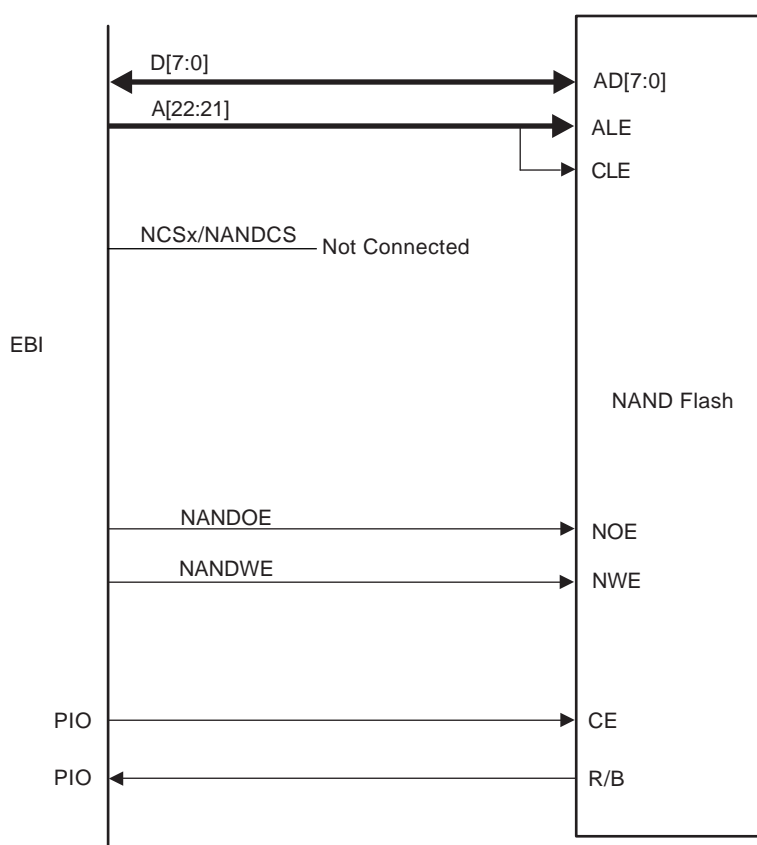 D[7:0]
AD[7:0]
A[22:21]
ALE
CLE
NCSx/NANDCS
Not Connected
EBI
NAND Flash
NANDOE
NOE
NANDWE
NWE
PIO
CE
PIO
R/B